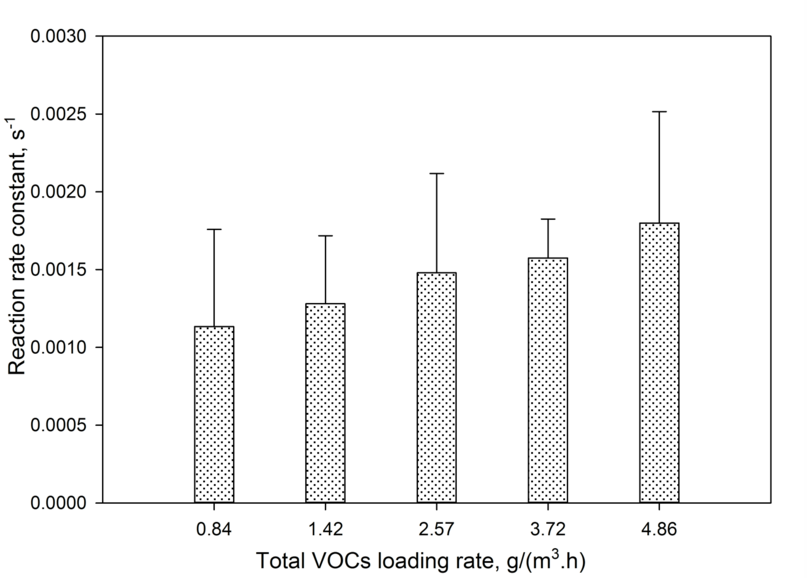 0.0030
0.0025
0.0020
0.0015
0.0010
0.0005
0.0000
Reaction rate constant, s⁻¹
0.84 1.42 2.57 3.72 4.86
Total VOCs loading rate, g/(m³.h)